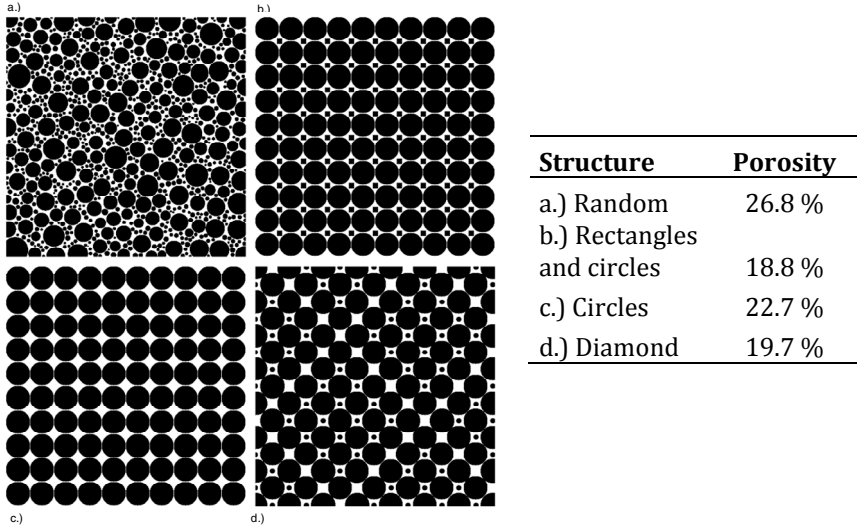 a.)
b.)
c.)
d.)
Structure Porosity
a.) Random 26.8 %
b.) Rectangles
and circles 18.8 %
c.) Circles 22.7 %
d.) Diamond 19.7 %